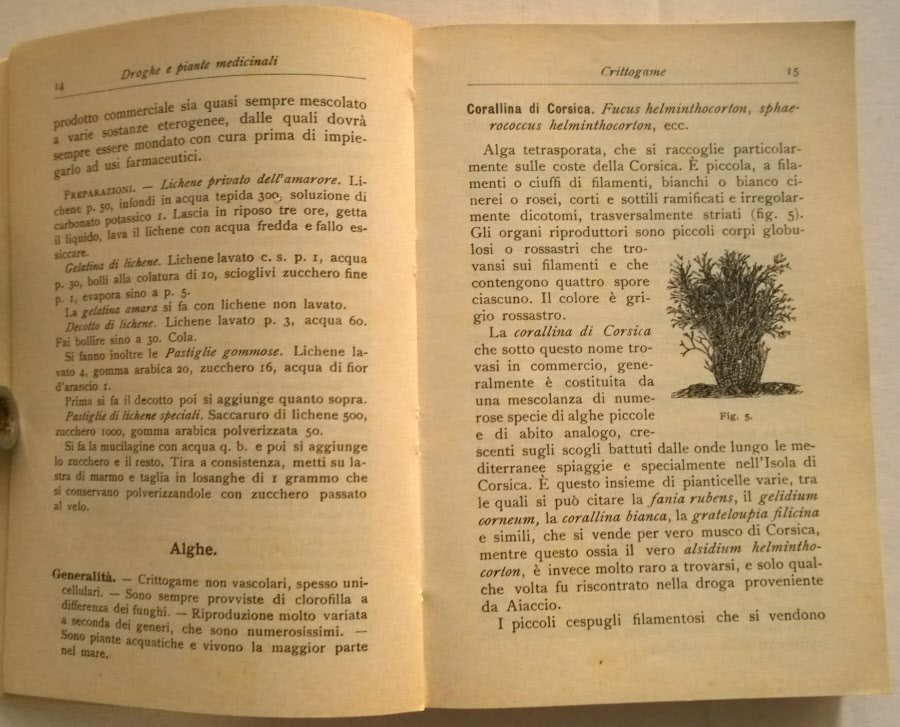 14 Droghe e piante medicinali
prodotto commerciale sia quasi sempre mescolato
a varie sostanze eterogenee, dalle quali dovrà
sempre essere mondato con cura prima di impie-
garlo ad usi farmaceutici.
PREPARAZIONI. — Lichene privato dell'amarore. Li-
chene p. 50, infondi in acqua tepida 300, soluzione di
carbonato potassico 1. Lascia in riposo tre ore, getta
il liquido, lava il lichene con acqua fredda e fallo es-
siccare.
Gelatina di lichene. Lichene lavato c. s. p. 1, acqua
p. 30, bolli alla colatura di 10, scioglivi zucchero fine
p. 1, evapora sino a p. 5.
La gelatina amara si fa con lichene non lavato.
Decotto di lichene. Lichene lavato p. 3, acqua 60.
Fai bollire sino a 30. Cola.
Si fanno inoltre le Pastiglie gommose. Lichene la-
vato 4, gomma arabica 20, zucchero 16, acqua di fior
d'arancio 1.
Prima si fa il decotto poi si aggiunge quanto sopra.
Pastiglie di lichene speciali. Saccaruro di lichene 500,
zucchero 1000, gomma arabica polverizzata 50.
Si fa la mucilagine con acqua q. b. e poi si aggiunge
lo zucchero e il resto. Tira a consistenza, metti su la-
stra di marmo e taglia in losanghe di 1 grammo che
si conservano polverizzandole con zucchero passato
al velo.
Alghe.
Generalità. — Crittogame non vascolari, spesso uni-
cellulari. — Sono sempre provviste di clorofilla a
differenza dei funghi. — Riproduzione molto variata
a seconda dei generi, che sono numerosissimi. —
Sono piante acquatiche e vivono la maggior parte
nel mare.
Crittogame 15
Corallina di Corsica. Fucus helminthocorton, sphae-
rococcus helminthocorton, ecc.
Alga tetrasporata, che si raccoglie particolar-
mente sulle coste della Corsica. È piccola, a fila-
menti o ciuffi di filamenti, bianchi o bianco ci-
nerei o rosei, corti e sottili ramificati e irregolar-
mente dicotomi, trasversalmente striati (fig. 5).
Gli organi riproduttori sono piccoli corpi globu-
losi o rossastri che tro-
vansi sui filamenti e che
contengono quattro spore
ciascuno. Il colore è gri-
gio rossastro.
La corallina di Corsica
che sotto questo nome tro-
vasi in commercio, gene-
ralmente è costituita da
una mescolanza di nume-
rose specie di alghe piccole
e di abito analogo, cre-
Fig. 5.
scenti sugli scogli battuti dalle onde lungo le me-
diterranee spiaggie e specialmente nell'Isola di
Corsica. È questo insieme di pianticelle varie, tra
le quali si può citare la fania rubens, il gelidium
corneum, la corallina bianca, la grateloupia filicina
e simili, che si vende per vero musco di Corsica,
mentre questo ossia il vero alsidium helmintho-
corton, è invece molto raro a trovarsi, e solo qual-
che volta fu riscontrato nella droga proveniente
da Aiaccio.
I piccoli cespugli filamentosi che si vendono